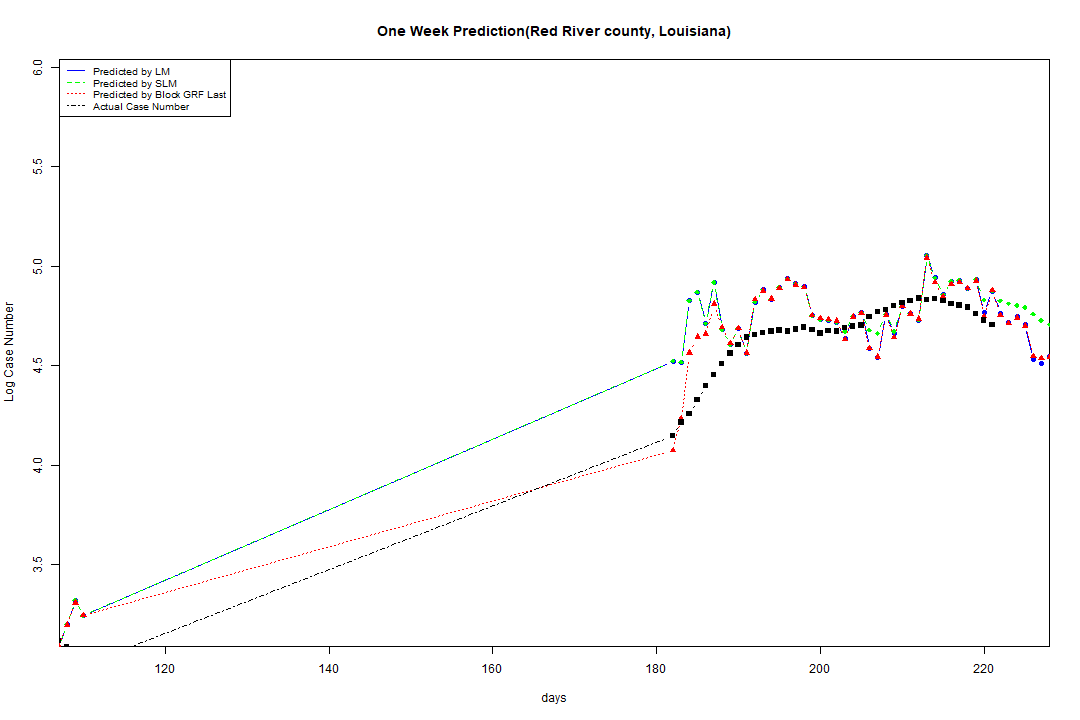 One Week Prediction(Red River county, Louisiana)
Predicted by LM
Predicted by SLM
Predicted by Block GRF Last
Actual Case Number
6.0
5.5
5.0
4.5
4.0
3.5
Log Case Number
120 140 160 180 200 220
days